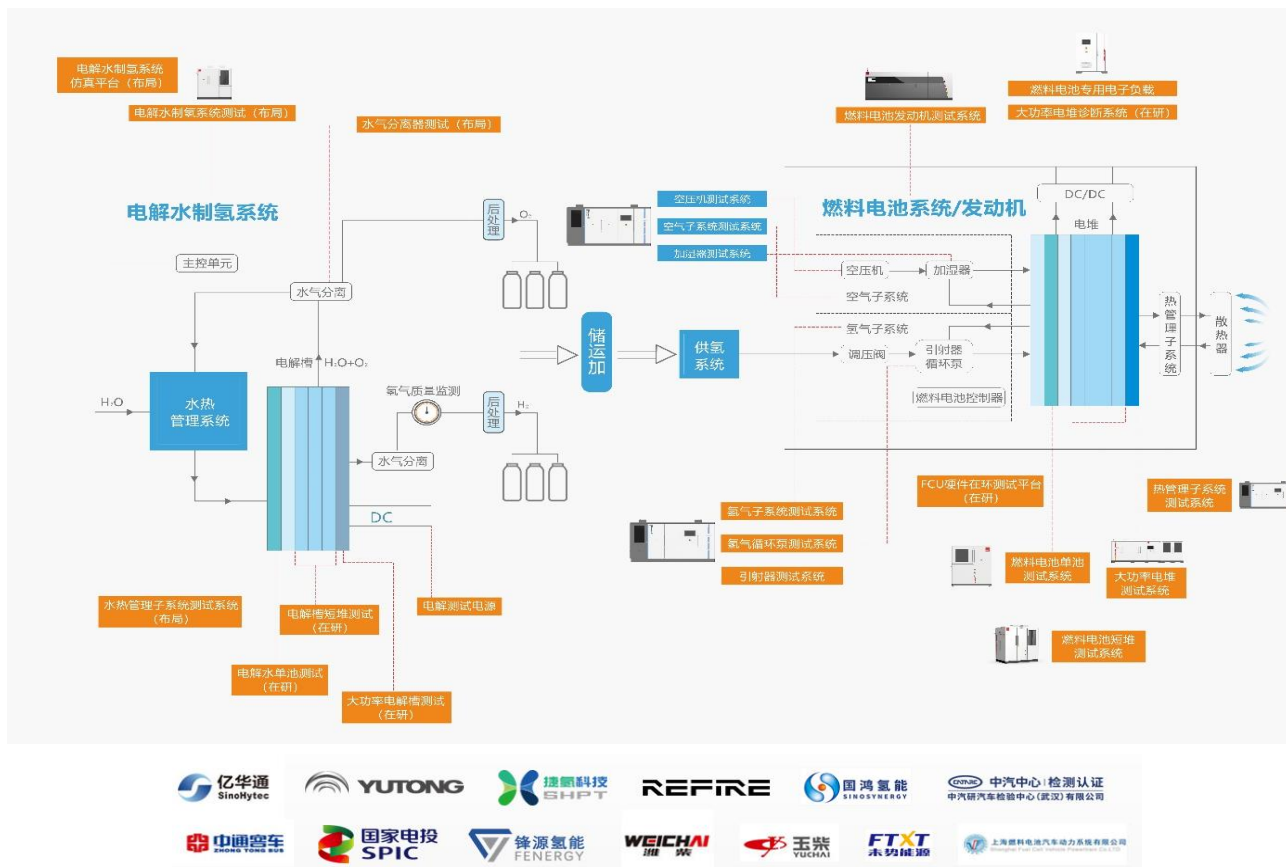 电解水制氢系统
仿真平台（布局）
电解水制氢系统测试（布局）
水气分离器测试（布局）
燃料电池发动机测试系统
燃料电池专用电子负载
大功率电堆诊断系统（在研）
电解水制氢系统
主控单元
水气分离
电解槽
H₂O+O₂
后处理
O₂
H₂O
水热
管理系统
氢气质量监测
水气分离
后处理
H₂
DC
水热管理子系统测试系统
（布局）
电解槽短堆测试
（在研）
电解测试电源
电解水单池测试
（在研）
大功率电解槽测试
（在研）
储运加
供氢
系统
空压机测试系统
空气子系统测试系统
加湿器测试系统
燃料电池系统/发动机
DC/DC
电堆
空压机
加湿器
空气子系统
氢气子系统
调压阀
引射器
循环泵
燃料电池控制器
热管理子系统
散热器
氢气子系统测试系统
氢气循环泵测试系统
引射器测试系统
FCU硬件在环测试平台
（在研）
热管理子系统
测试系统
燃料电池单池
测试系统
大功率电堆
测试系统
燃料电池短堆
测试系统
亿华通
SinoHytec
YUTONG
捷氢科技
SHPT
REFIRE
国鸿氢能
SINOSYNERGY
CATARC
中汽中心 检测认证
中汽研汽车检验中心(武汉)有限公司
中通客车
ZHONG TONG BUS
国家电投
SPIC
锋源氢能
FENERGY
WEICHAI
潍柴
玉柴
YUCHAI
FTXT
未势能源
上海燃料电池汽车动力系统有限公司
Shanghai Fuel Cell Vehicle Powertrain Co.,LTD